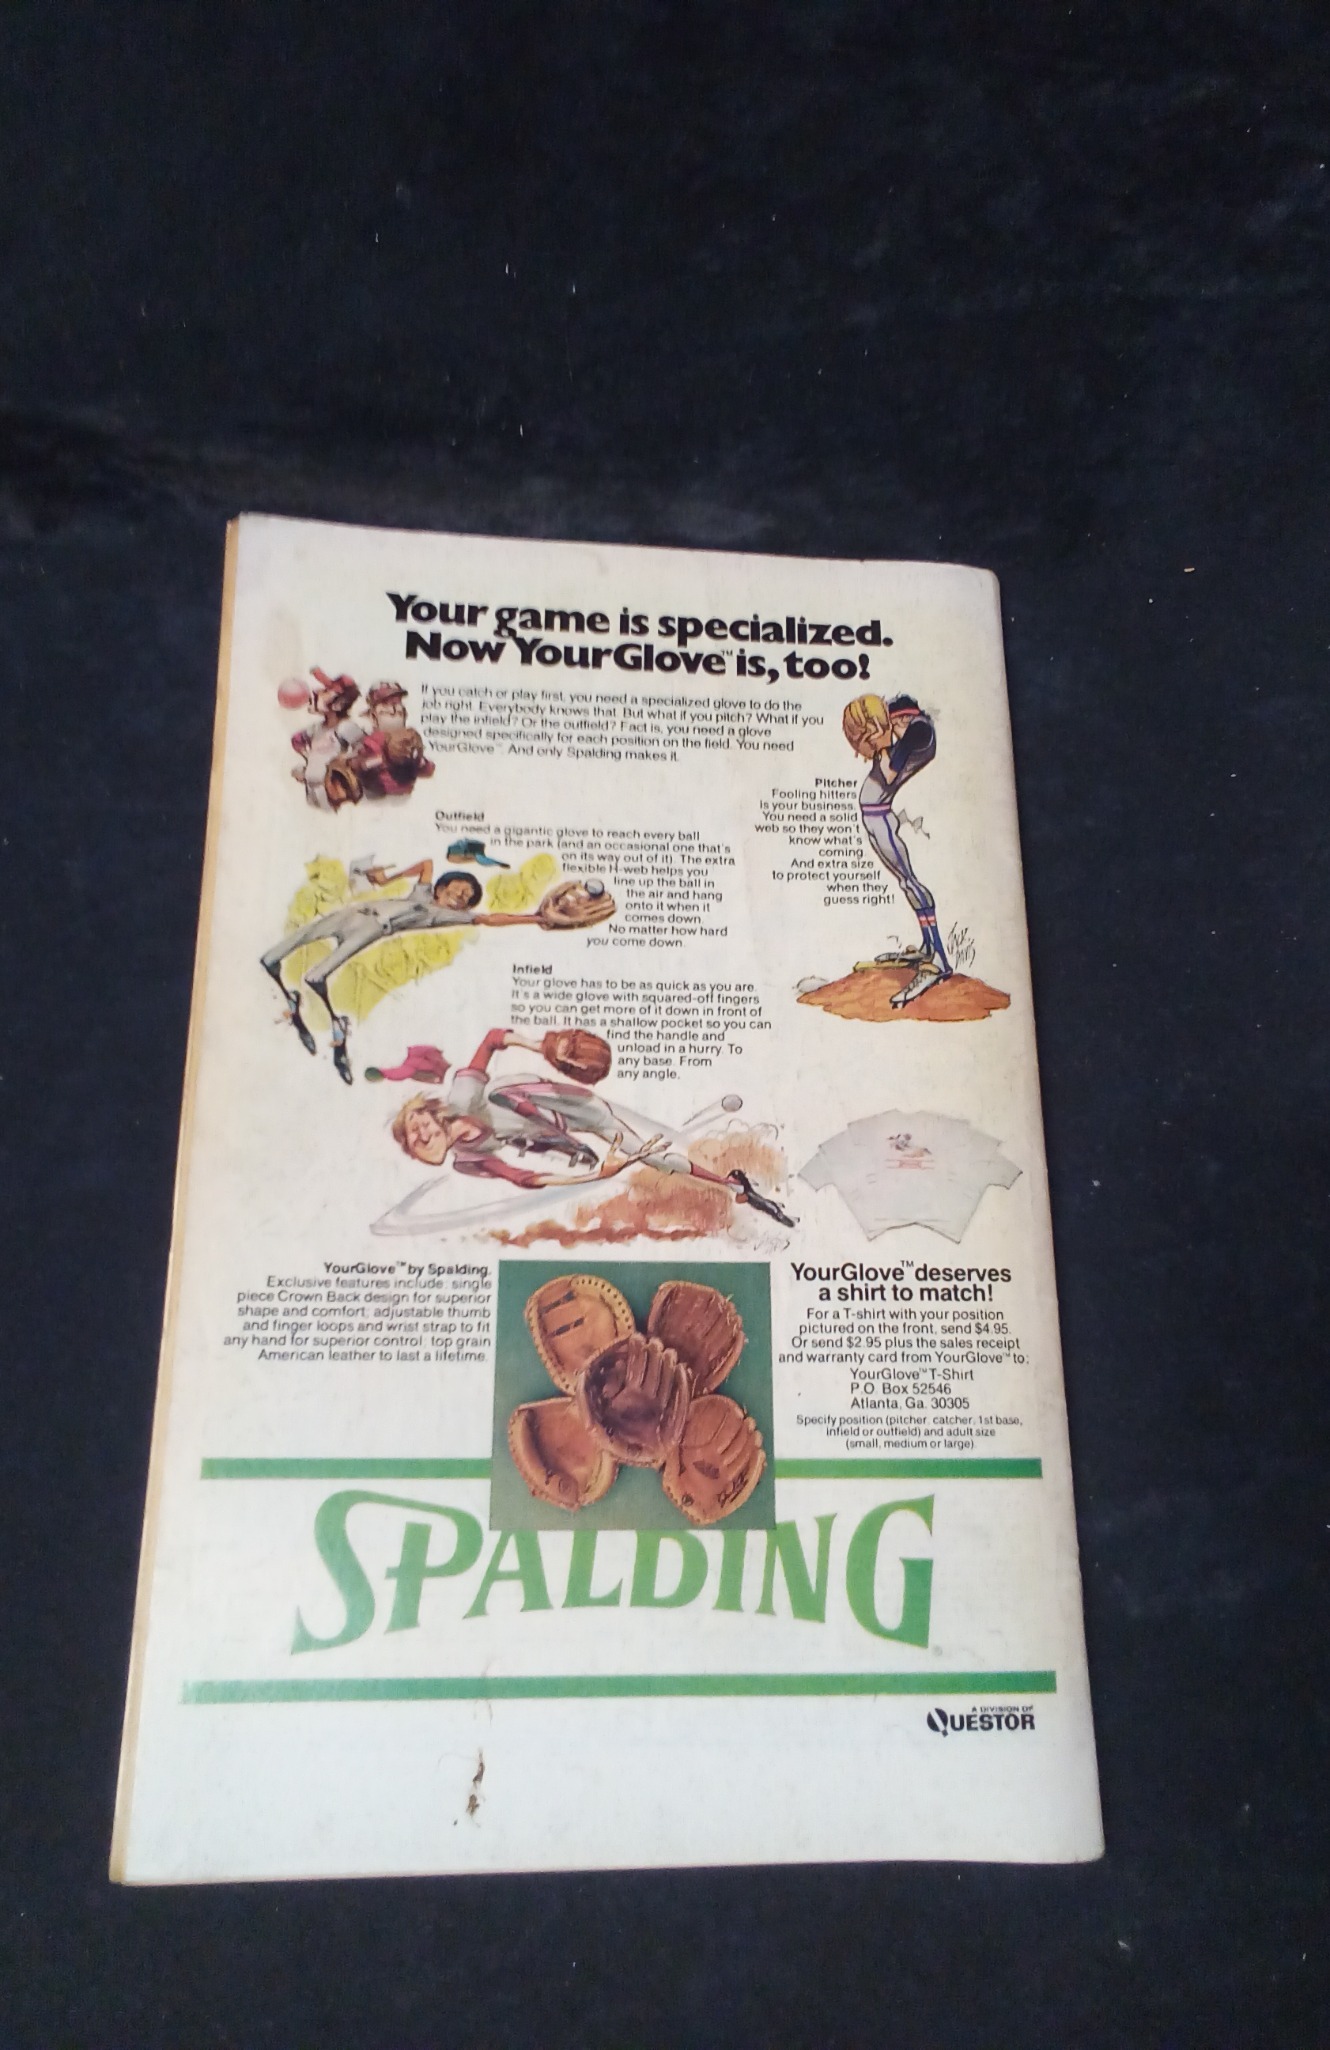 Your game is specialized.
Now YourGlove™ is, too!
If you catch or play first, you need a specialized glove to do the
job right. Everybody knows that. But what if you pitch? What if you
play the infield? Or the outfield? Fact is, you need a glove
designed specifically for each position on the field. You need
YourGlove™. And only Spalding makes it.
Pitcher
Fooling hitters
is your business.
You need a solid
web so they won't
know what's
coming.
And extra size
to protect yourself
when they
guess right!
JACK
DAVIS
Outfield
You need a gigantic glove to reach every ball
in the park (and an occasional one that's
on its way out of it). The extra
flexible H-web helps you
line up the ball in
the air and hang
onto it when it
comes down.
No matter how hard
you come down.
Infield
Your glove has to be as quick as you are.
It's a wide glove with squared-off fingers
so you can get more of it down in front of
the ball. It has a shallow pocket so you can
find the handle and
unload in a hurry. To
any base. From
any angle.
YourGlove™ by Spalding.
Exclusive features include: single
piece Crown Back design for superior
shape and comfort; adjustable thumb
and finger loops and wrist strap to fit
any hand for superior control; top grain
American leather to last a lifetime.
YourGlove™ deserves
a shirt to match!
For a T-shirt with your position
pictured on the front, send $4.95.
Or send $2.95 plus the sales receipt
and warranty card from YourGlove™ to:
YourGlove™ T-Shirt
P.O. Box 52546
Atlanta, Ga. 30305
Specify position (pitcher, catcher, 1st base,
infield or outfield) and adult size
(small, medium or large).
SPALDING®
A DIVISION OF
QUESTOR